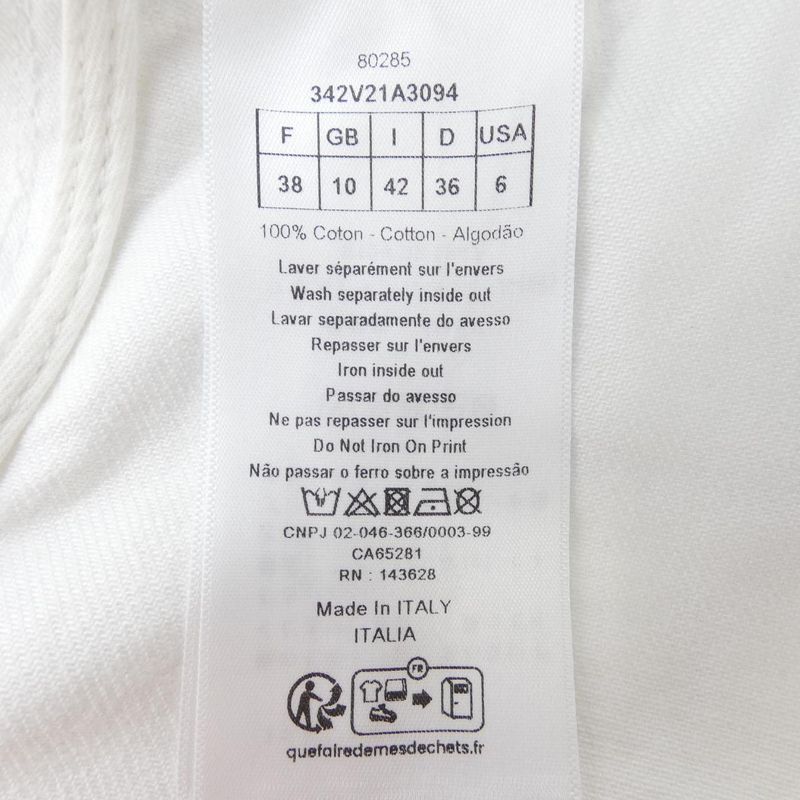 80285
342V21A3094
F GB I D USA
38 10 42 36 6
100% Coton - Cotton - Algodão
Laver séparément sur l'envers
Wash separately inside out
Lavar separadamente do avesso
Repasser sur l'envers
Iron inside out
Passar do avesso
Ne pas repasser sur l'impression
Do Not Iron On Print
Não passar o ferro sobre a impressão
CNPJ 02-046-366/0003-99
CA65281
RN : 143628
Made In ITALY
ITALIA
FR
quefairedemesdechets.fr